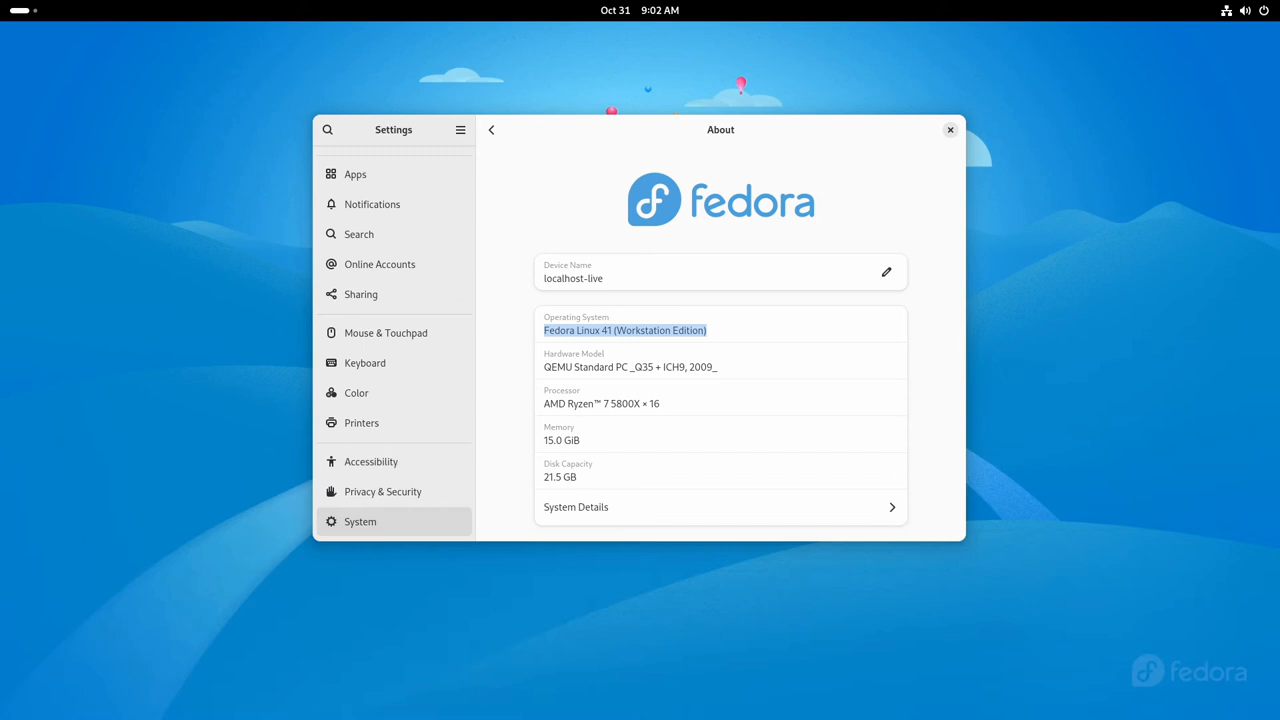 Oct 31 9:02 AM
Settings
About
Apps
Notifications
Search
Online Accounts
Sharing
Mouse & Touchpad
Keyboard
Color
Printers
Accessibility
Privacy & Security
System
fedora
Device Name
localhost-live
Operating System
Fedora Linux 41 (Workstation Edition)
Hardware Model
QEMU Standard PC _Q35 + ICH9, 2009_
Processor
AMD Ryzen™ 7 5800X × 16
Memory
15.0 GiB
Disk Capacity
21.5 GB
System Details
fedora